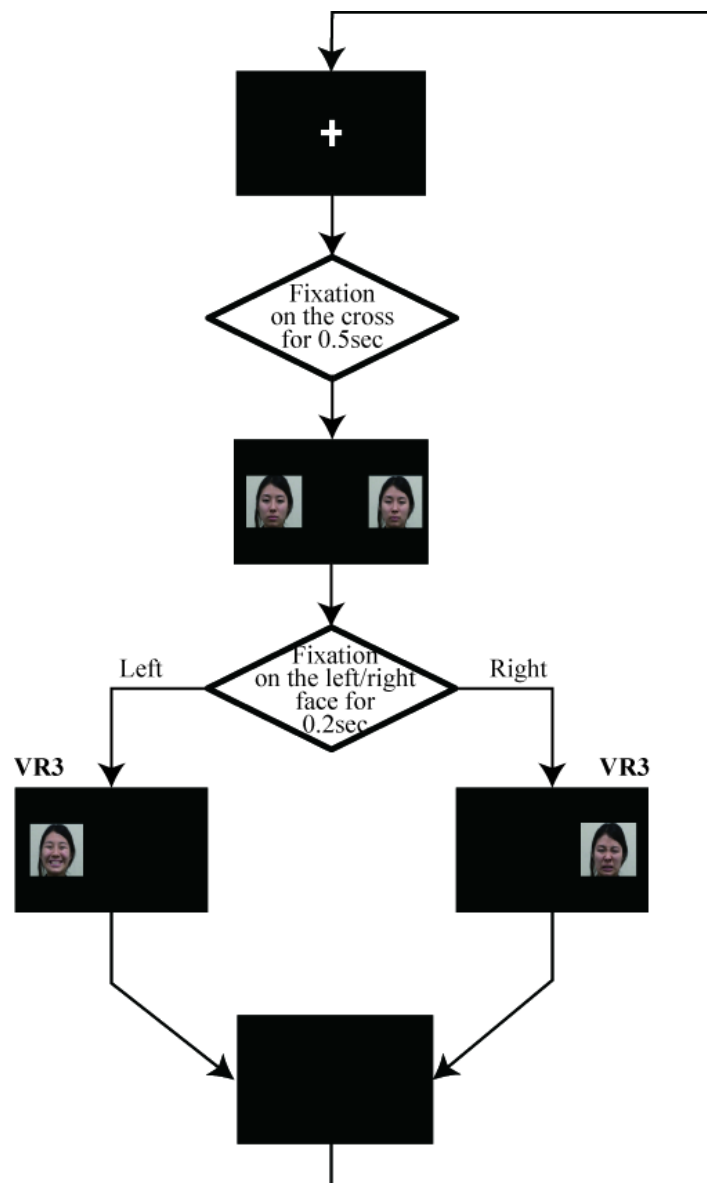 Fixation
on the cross
for 0.5sec
Fixation
on the left/right
face for
0.2sec
Left
Right
VR3
VR3